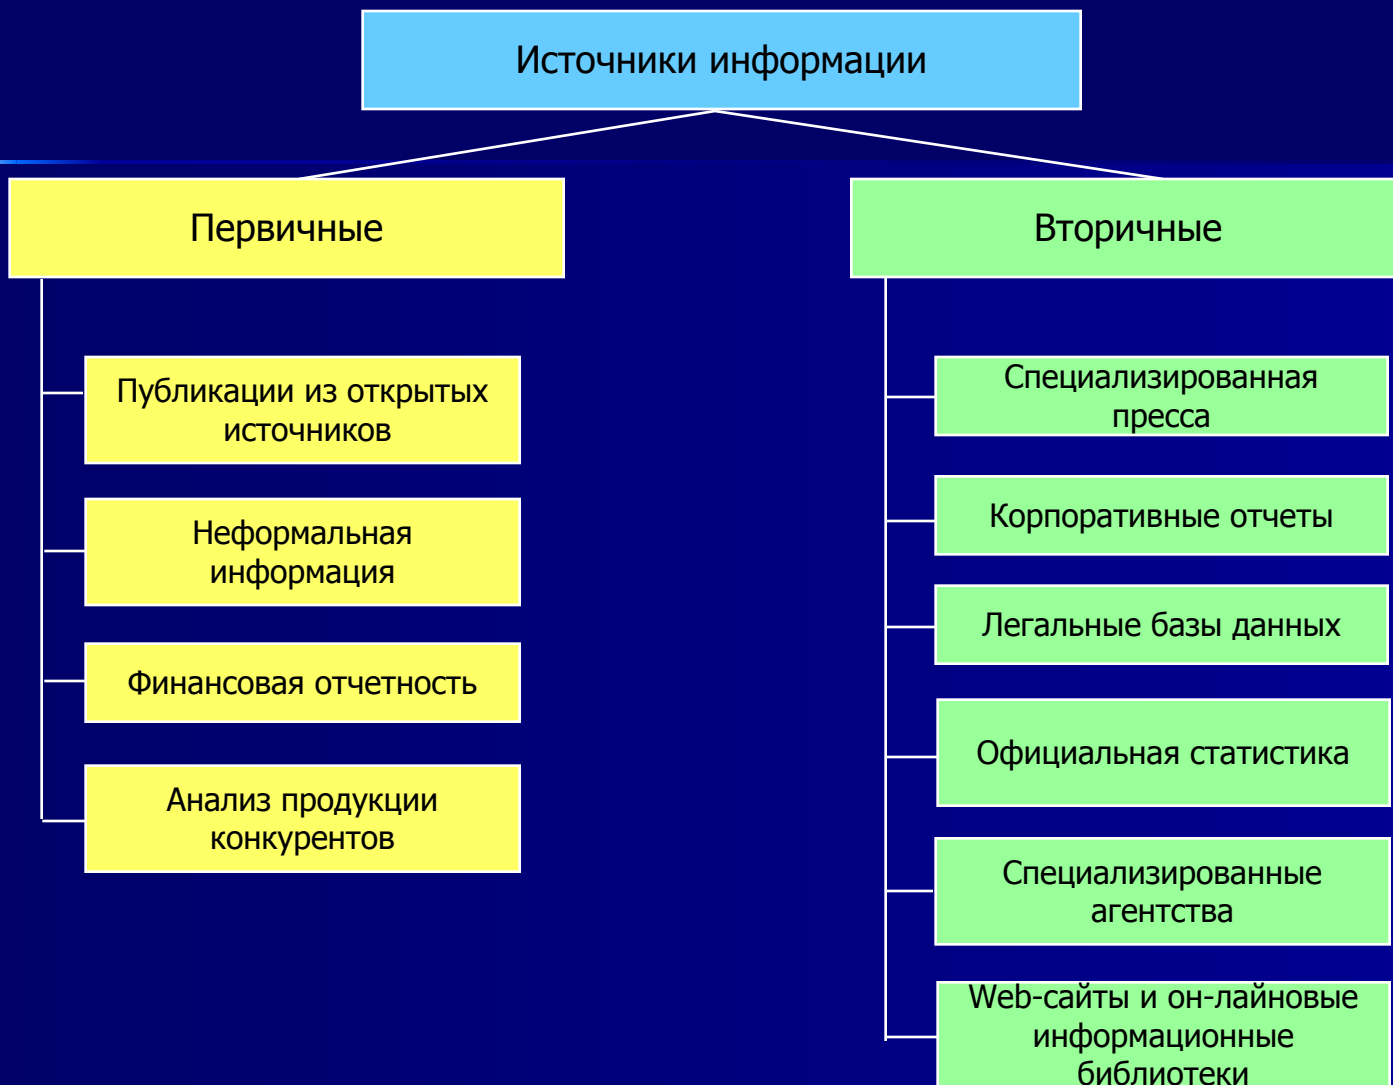 Источники информации
Первичные
Публикации из открытых
источников
Неформальная
информация
Финансовая отчетность
Анализ продукции
конкурентов
Вторичные
Специализированная
пресса
Корпоративные отчеты
Легальные базы данных
Официальная статистика
Специализированные
агентства
Web-сайты и он-лайновые
информационные
библиотеки